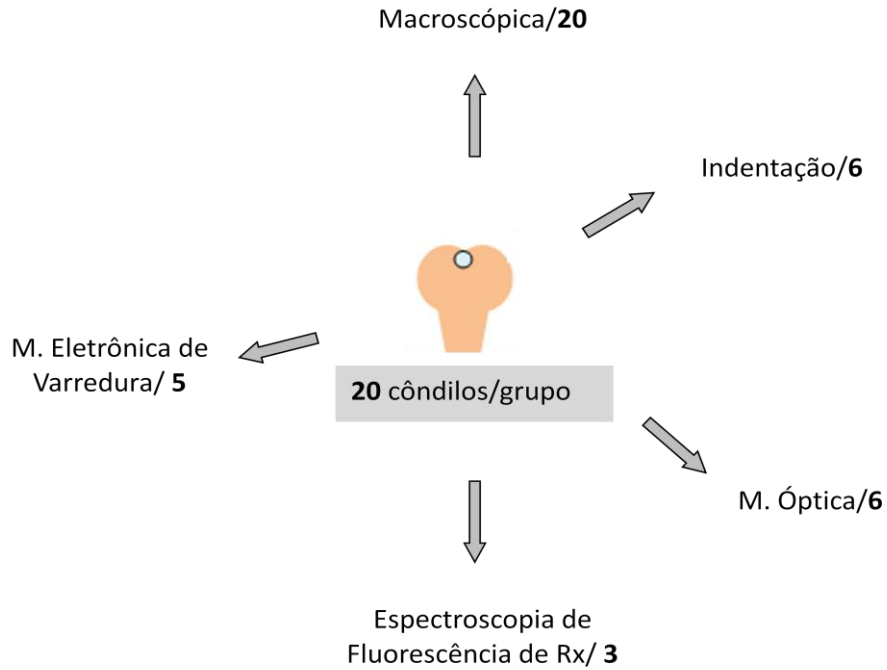 Macroscópica/20
Indentação/6
M. Eletrônica de
Varredura/ 5
20 côndilos/grupo
M. Óptica/6
Espectroscopia de
Fluorescência de Rx/ 3